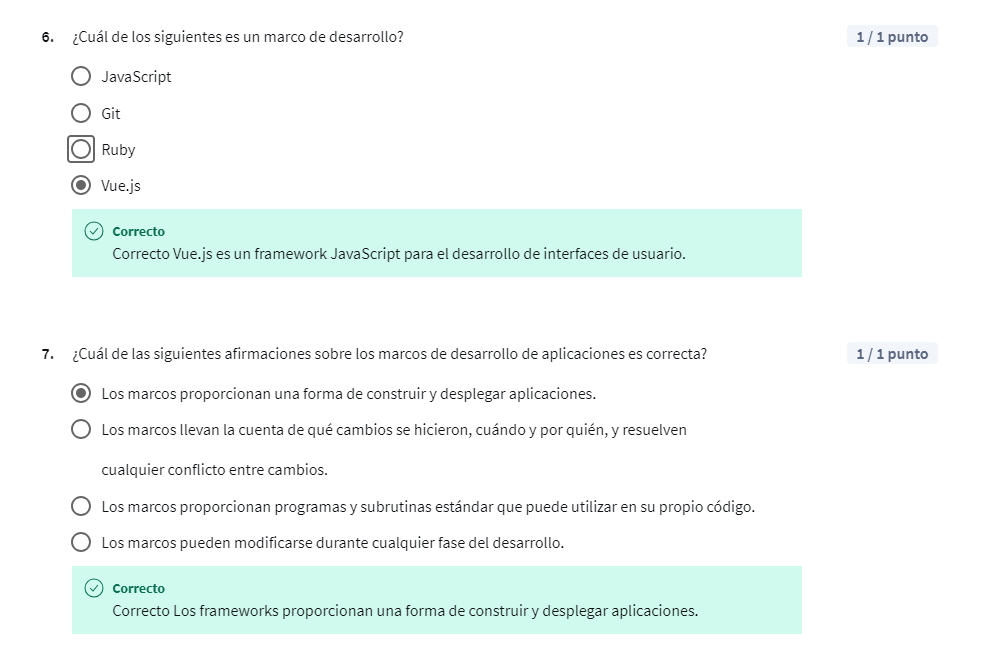 6. ¿Cuál de los siguientes es un marco de desarrollo?
1 / 1 punto
JavaScript
Git
Ruby
Vue.js
Correcto
Correcto Vue.js es un framework JavaScript para el desarrollo de interfaces de usuario.
7. ¿Cuál de las siguientes afirmaciones sobre los marcos de desarrollo de aplicaciones es correcta?
1 / 1 punto
Los marcos proporcionan una forma de construir y desplegar aplicaciones.
Los marcos llevan la cuenta de qué cambios se hicieron, cuándo y por quién, y resuelven
cualquier conflicto entre cambios.
Los marcos proporcionan programas y subrutinas estándar que puede utilizar en su propio código.
Los marcos pueden modificarse durante cualquier fase del desarrollo.
Correcto
Correcto Los frameworks proporcionan una forma de construir y desplegar aplicaciones.